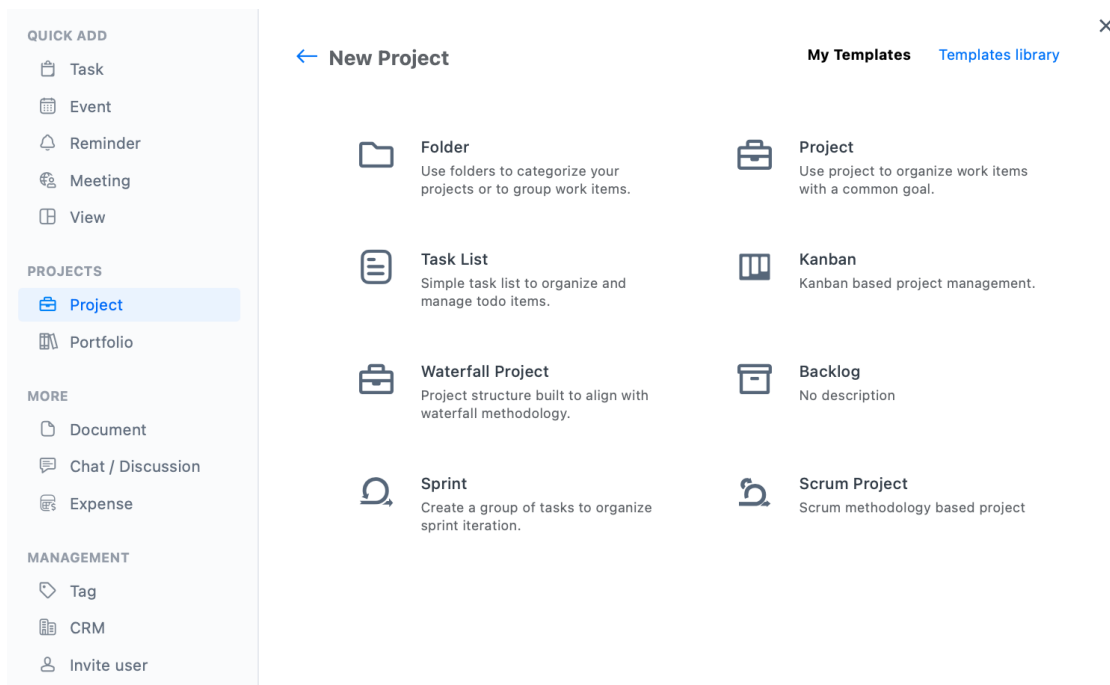 QUICK ADD
Task
Event
Reminder
Meeting
View
PROJECTS
Project
Portfolio
MORE
Document
Chat / Discussion
Expense
MANAGEMENT
Tag
CRM
Invite user
New Project
My Templates
Templates library
Folder
Use folders to categorize your
projects or to group work items.
Project
Use project to organize work items
with a common goal.
Task List
Simple task list to organize and
manage todo items.
Kanban
Kanban based project management.
Waterfall Project
Project structure built to align with
waterfall methodology.
Backlog
No description
Sprint
Create a group of tasks to organize
sprint iteration.
Scrum Project
Scrum methodology based project